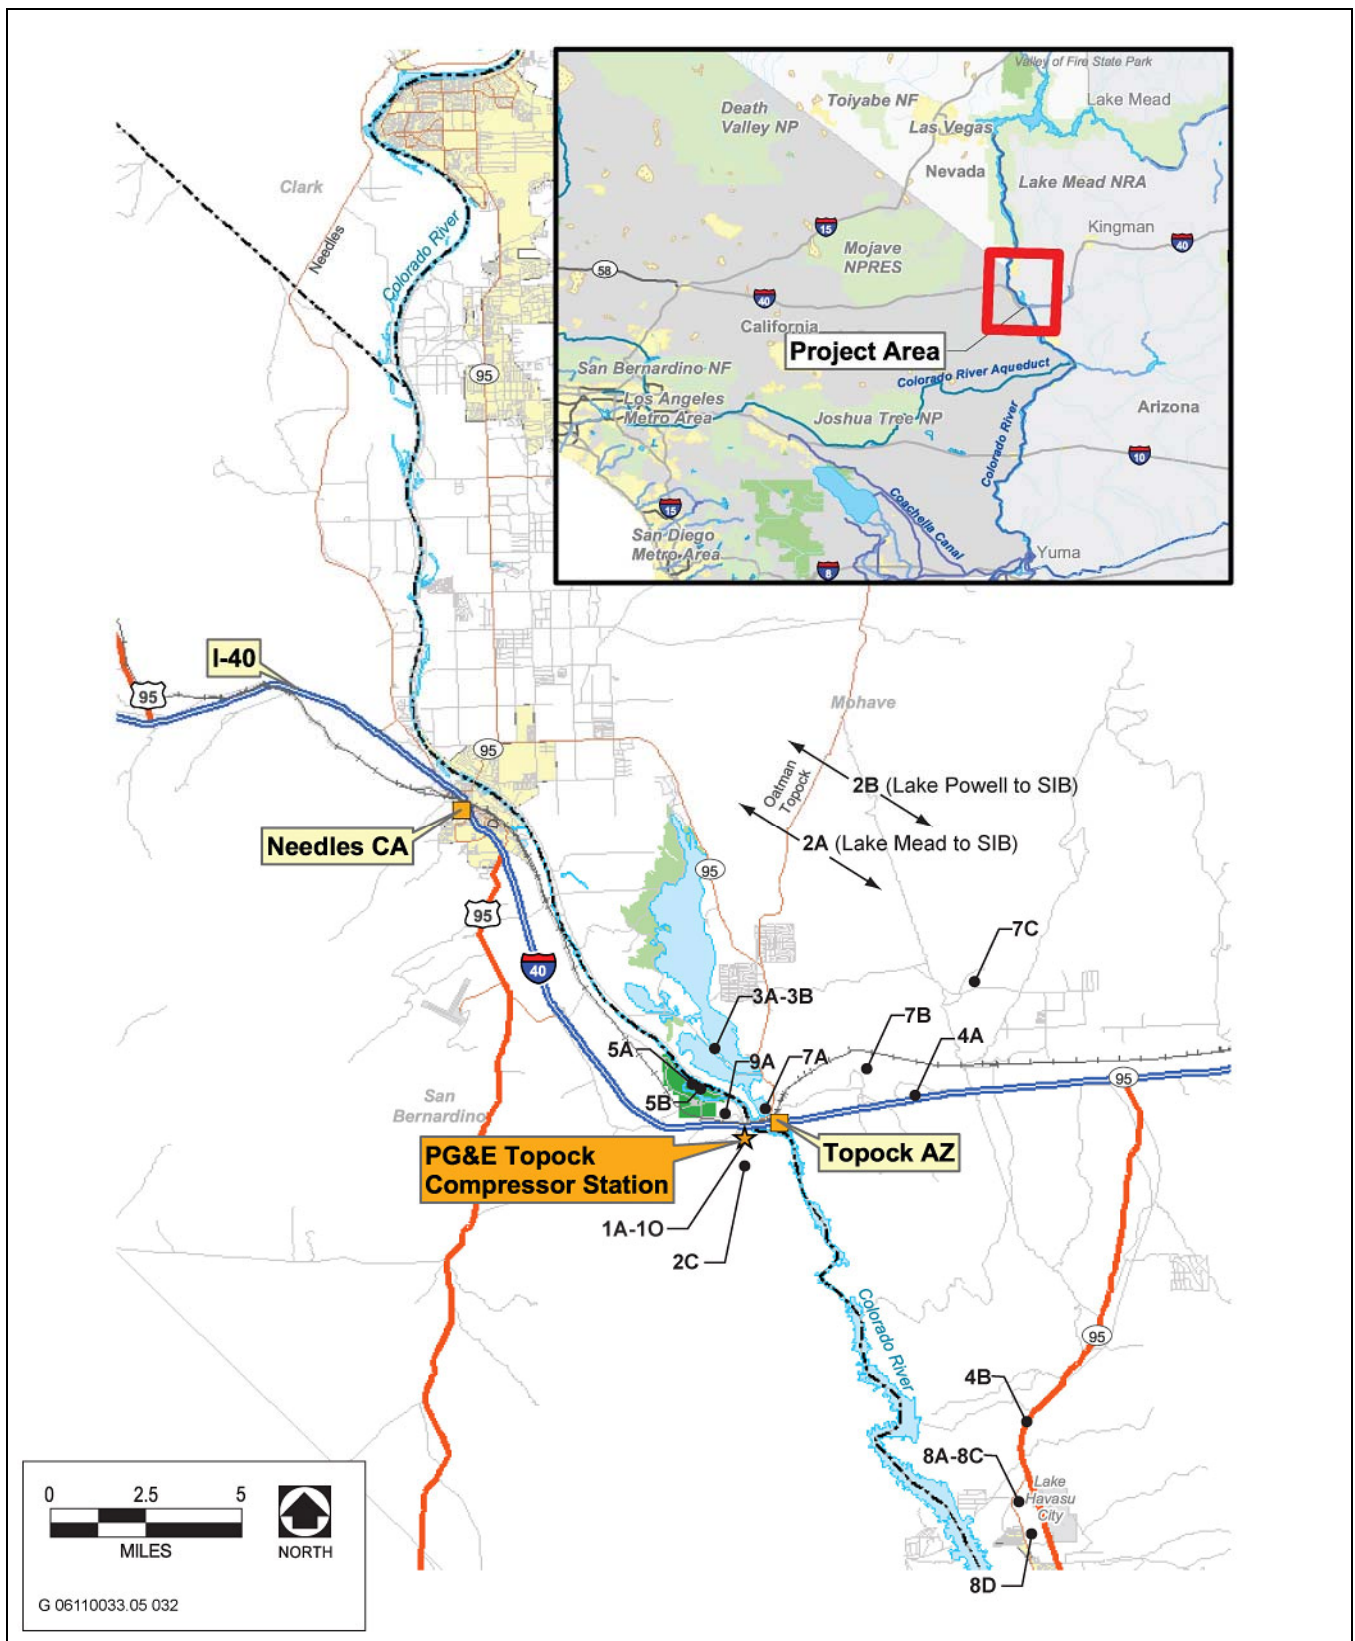 Valley of Fire State Park
Lake Mead
Death
Valley NP
Toiyabe NF
Las Vegas
Nevada
Lake Mead NRA
Kingman
15
40
Mojave
NPRES
58
40
California
Project Area
San Bernardino NF
Colorado River Aqueduct
Los Angeles
Metro Area
Joshua Tree NP
Arizona
Colorado River
10
15
Coachella Canal
San Diego
Metro Area
Yuma
8
Clark
Needles
Colorado River
95
I-40
95
Mohave
95
Oatman
Topock
2B (Lake Powell to SIB)
2A (Lake Mead to SIB)
Needles CA
95
95
40
7C
3A-3B
7B
4A
5A
9A
7A
5B
95
San
Bernardino
PG&E Topock
Compressor Station
Topock AZ
1A-1O
2C
Colorado River
95
4B
8A-8C
Lake
Havasu
City
8D
0 2.5 5
MILES
NORTH
G 06110033.05 032